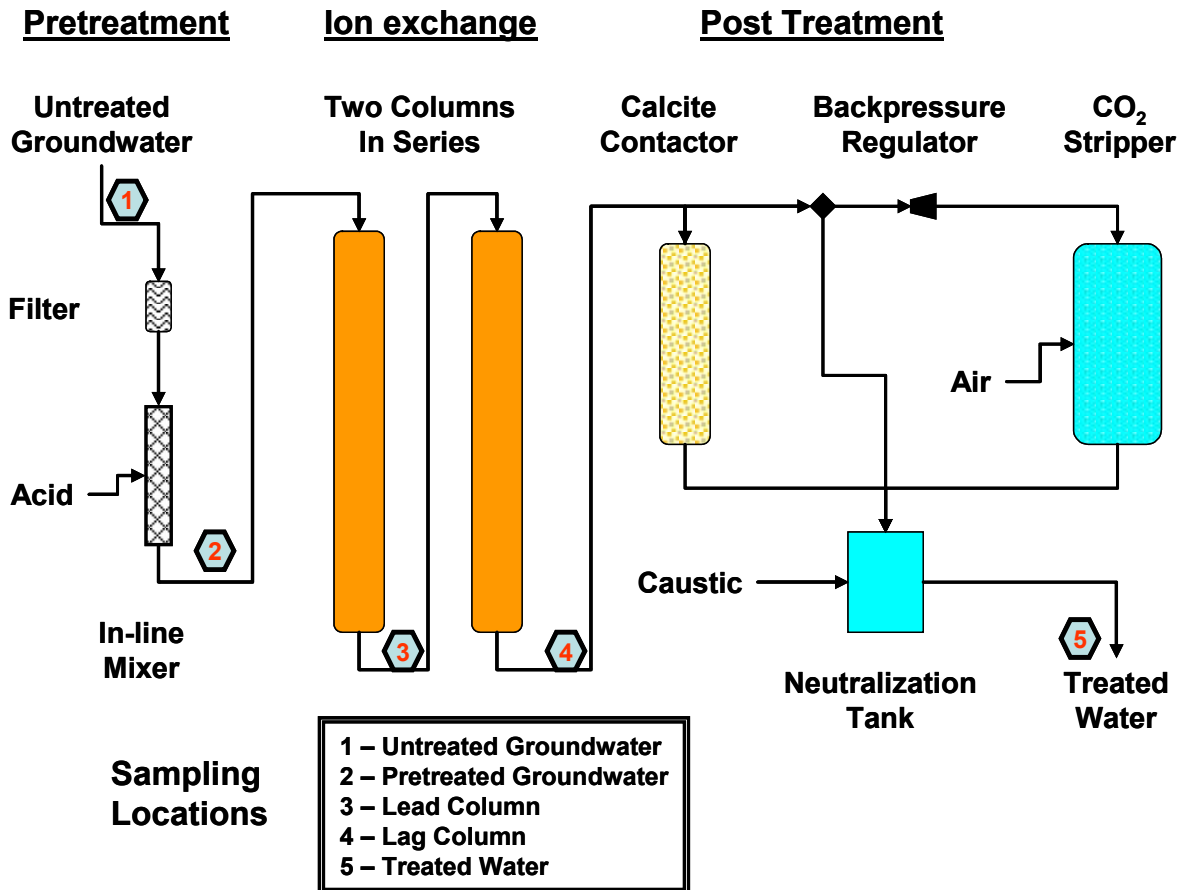 Pretreatment
Ion exchange
Post Treatment
Untreated
Groundwater
Two Columns
In Series
Calcite
Contactor
Backpressure
Regulator
CO₂
Stripper
1
Filter
Air
Acid
2
Caustic
In-line
Mixer
3
4
5
Neutralization
Tank
Treated
Water
Sampling
Locations
1 – Untreated Groundwater
2 – Pretreated Groundwater
3 – Lead Column
4 – Lag Column
5 – Treated Water